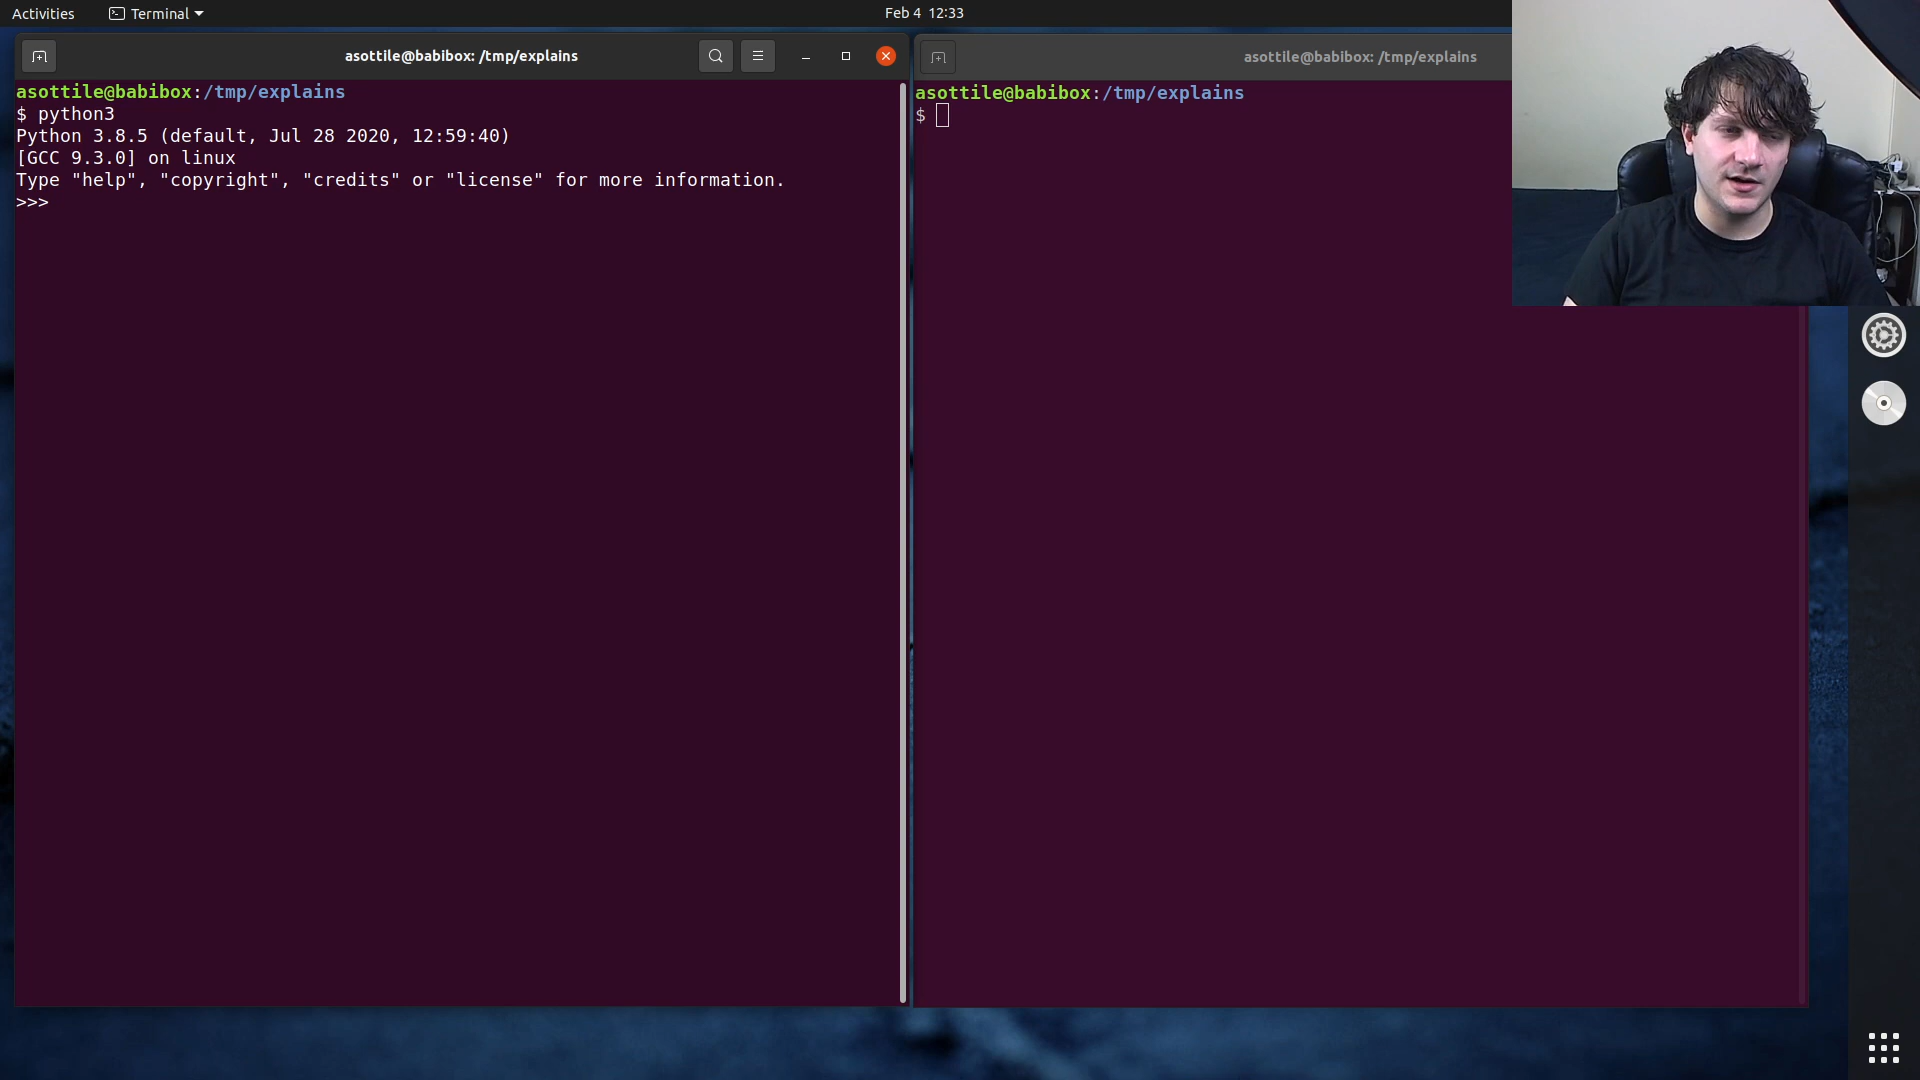 Activities
Terminal
Feb 4 12:33
asottile@babibox: /tmp/explains
asottile@babibox:/tmp/explains
$ python3
Python 3.8.5 (default, Jul 28 2020, 12:59:40)
[GCC 9.3.0] on linux
Type "help", "copyright", "credits" or "license" for more information.
>>>
asottile@babibox: /tmp/explains
asottile@babibox:/tmp/explains
$